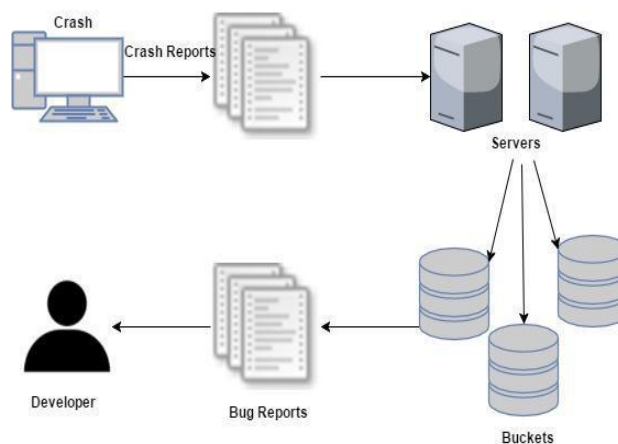 Crash
Crash Reports
Servers
Developer
Bug Reports
Buckets